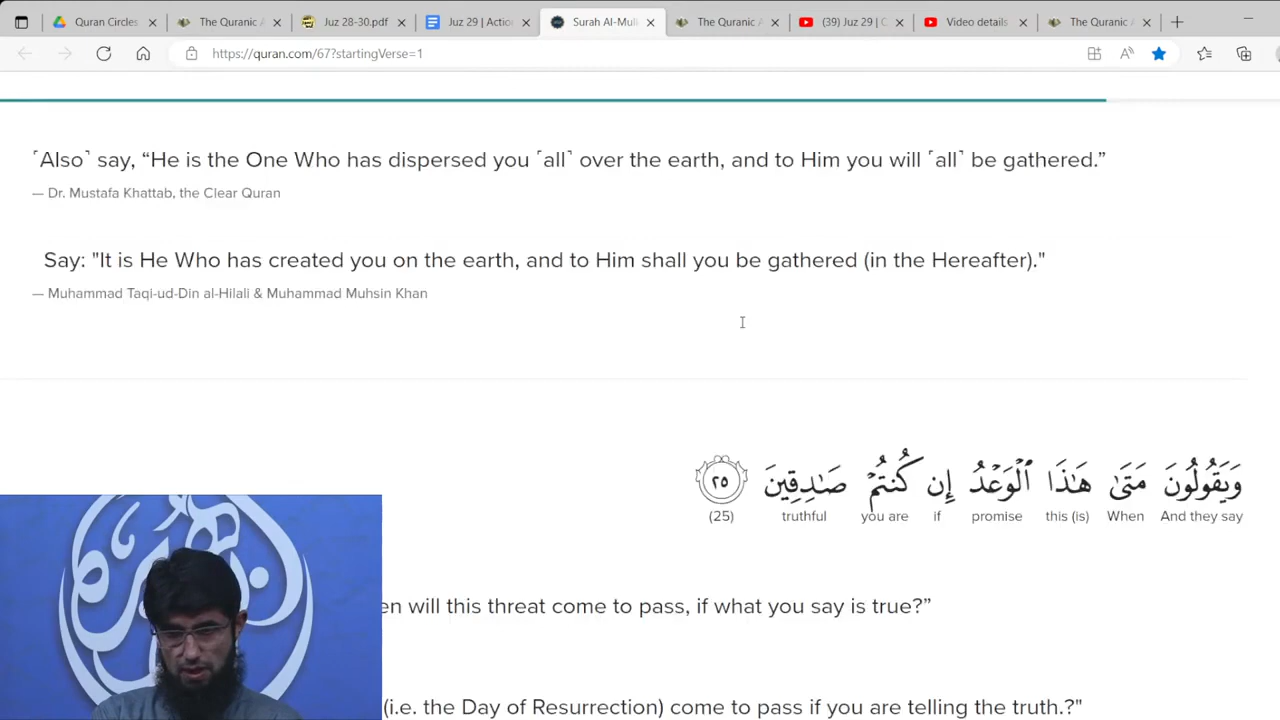 Quran Circles
The Quranic A
Juz 28-30.pdf
Juz 29 | Actio
Surah Al-Mul
The Quranic A
(39) Juz 29 | C
Video details
The Quranic A
https://quran.com/67?startingVerse=1
˹Also˺ say, “He is the One Who has dispersed you ˹all˺ over the earth, and to Him you will ˹all˺ be gathered.”
— Dr. Mustafa Khattab, the Clear Quran
Say: "It is He Who has created you on the earth, and to Him shall you be gathered (in the Hereafter)."
— Muhammad Taqi-ud-Din al-Hilali & Muhammad Muhsin Khan
وَيَقُولُونَ مَتَىٰ هَـٰذَا ٱلْوَعْدُ إِن كُنتُمْ صَـٰدِقِينَ ٢٥
(25) truthful you are if promise this (is) When And they say
en will this threat come to pass, if what you say is true?”
(i.e. the Day of Resurrection) come to pass if you are telling the truth.?"